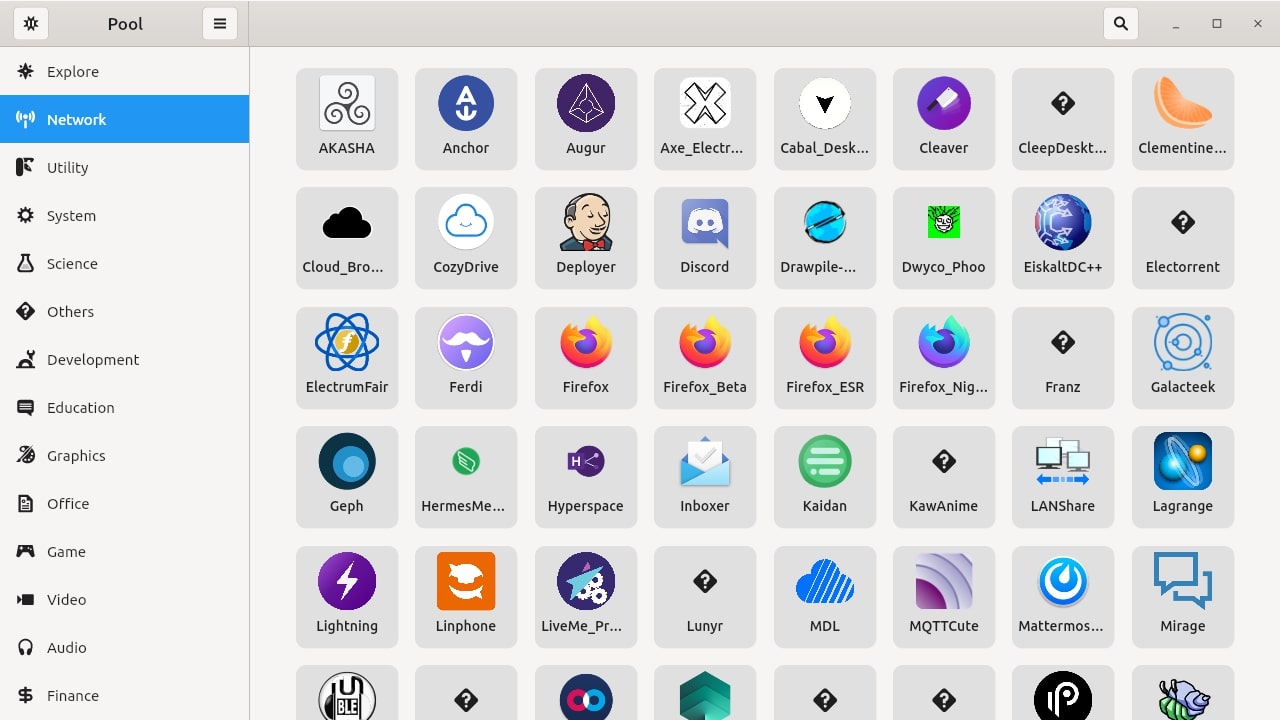 Pool
Explore
Network
Utility
System
Science
Others
Development
Education
Graphics
Office
Game
Video
Audio
Finance
AKASHA Anchor Augur Axe_Electr... Cabal_Desk... Cleaver CleepDeskt... Clementine...
Cloud_Bro... CozyDrive Deployer Discord Drawpile-... Dwyco_Phoo EiskaltDC++ Electorrent
ElectrumFair Ferdi Firefox Firefox_Beta Firefox_ESR Firefox_Nig... Franz Galacteek
Geph HermesMe... Hyperspace Inboxer Kaidan KawAnime LANShare Lagrange
Lightning Linphone LiveMe_Pr... Lunyr MDL MQTTCute Mattermos... Mirage